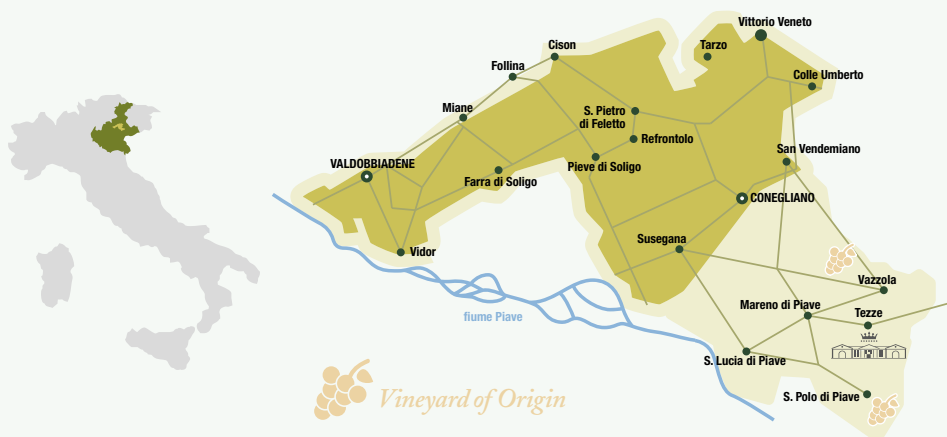 Vittorio Veneto
Cison
Tarzo
Follina
Colle Umberto
Miane
S. Pietro
di Feletto
Refrontolo
San Vendemiano
VALDOBBIADENE
Pieve di Soligo
Farra di Soligo
CONEGLIANO
Susegana
Vidor
Vazzola
Mareno di Piave
Tezze
fiume Piave
S. Lucia di Piave
S. Polo di Piave
Vineyard of Origin